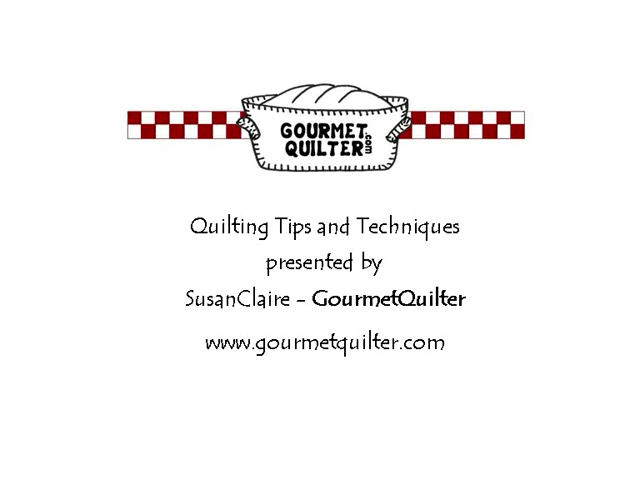 GOURMET
QUILTER.com
Quilting Tips and Techniques
presented by
SusanClaire - GourmetQuilter
www.gourmetquilter.com